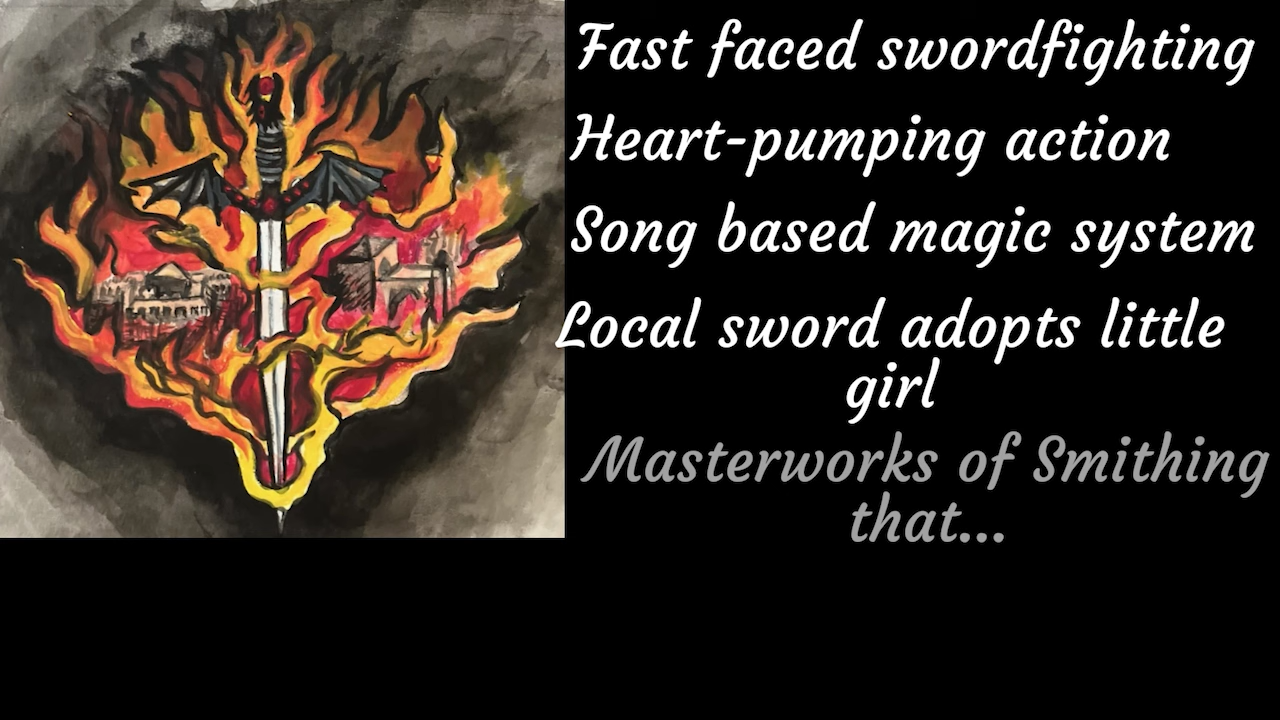 Fast faced swordfighting
Heart-pumping action
Song based magic system
Local sword adopts little
girl
Masterworks of Smithing
that...